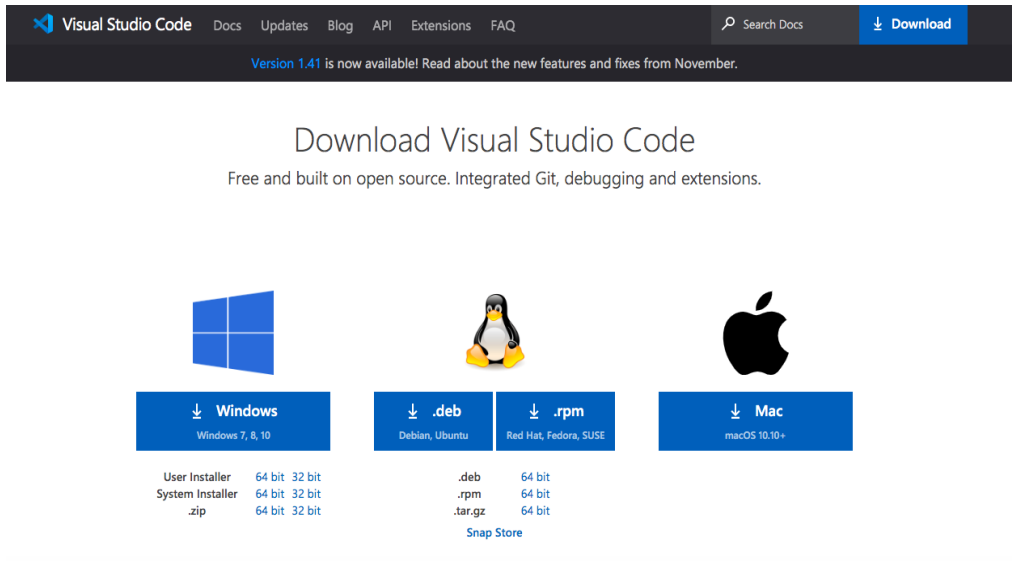 Visual Studio Code Docs Updates Blog API Extensions FAQ Search Docs Download
Version 1.41 is now available! Read about the new features and fixes from November.
Download Visual Studio Code
Free and built on open source. Integrated Git, debugging and extensions.
Windows
Windows 7, 8, 10
User Installer 64 bit 32 bit
System Installer 64 bit 32 bit
.zip 64 bit 32 bit
.deb
Debian, Ubuntu
.rpm
Red Hat, Fedora, SUSE
.deb 64 bit
.rpm 64 bit
.tar.gz 64 bit
Snap Store
Mac
macOS 10.10+